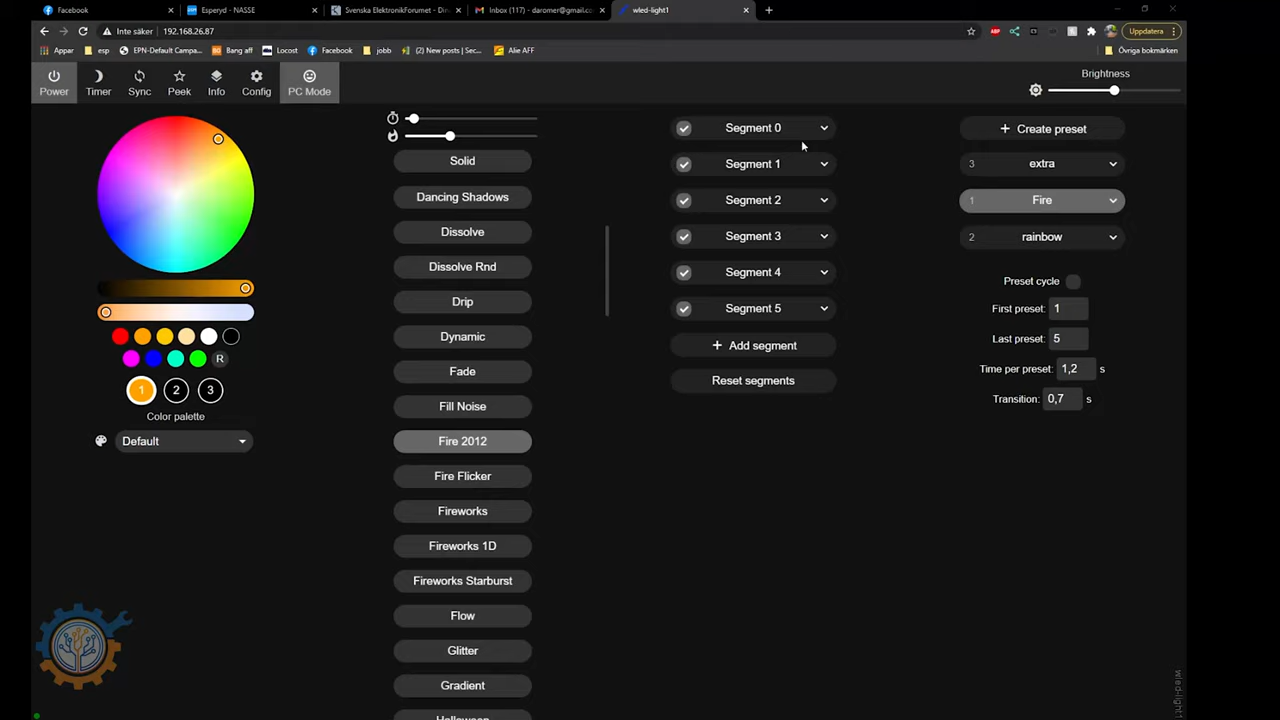 Facebook
Esperyd - NASSE
Svenska ElektronikForumet - Di
Inbox (117) - daromer@gmail.co
wled-light1
Inte säker
192.168.26.87
Uppdatera
Appar
esp
EPN-Default-Campa...
Bang aff
Locost
Facebook
jobb
(2) New posts | Sec...
Alie AFF
Övriga bokmärken
Power
Timer
Sync
Peek
Info
Config
PC Mode
Brightness
Solid
Dancing Shadows
Dissolve
Dissolve Rnd
Drip
Dynamic
Fade
Fill Noise
Fire 2012
Fire Flicker
Fireworks
Fireworks 1D
Fireworks Starburst
Flow
Glitter
Gradient
Halloween
R
1 2 3
Color palette
Default
Segment 0
Segment 1
Segment 2
Segment 3
Segment 4
Segment 5
+ Add segment
Reset segments
+ Create preset
3 extra
1 Fire
2 rainbow
Preset cycle
First preset: 1
Last preset: 5
Time per preset: 1,2 s
Transition: 0,7 s
wled-light1